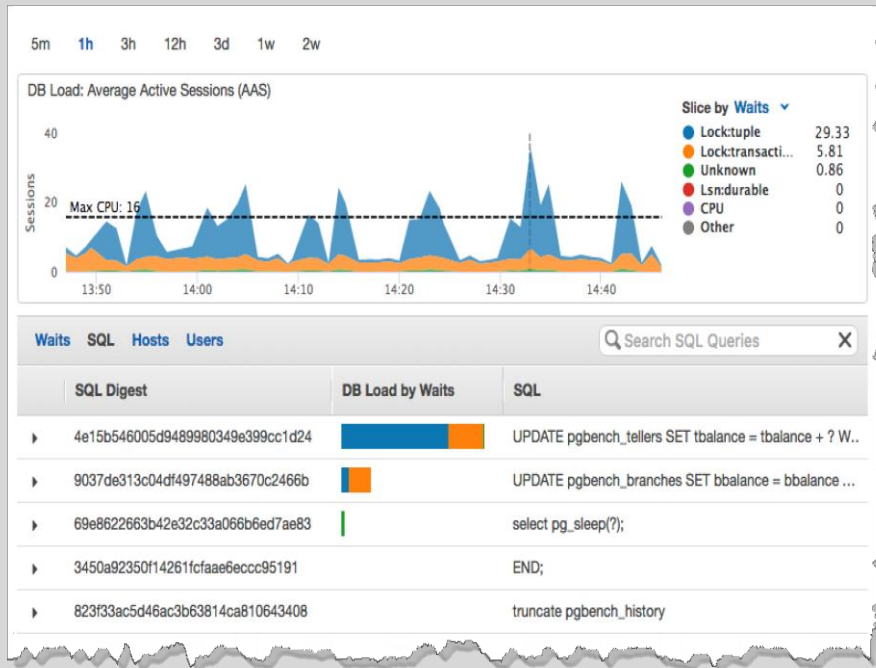 5m 1h 3h 12h 3d 1w 2w
DB Load: Average Active Sessions (AAS)
Slice by Waits
Lock:tuple 29.33
Lock:transacti... 5.81
Unknown 0.86
Lsn:durable 0
CPU 0
Other 0
Sessions
40
20
0
Max CPU: 16
13:50 14:00 14:10 14:20 14:30 14:40
Waits SQL Hosts Users Search SQL Queries X
SQL Digest DB Load by Waits SQL
4e15b546005d9489980349e399cc1d24 UPDATE pgbench_tellers SET tbalance = tbalance + ? W..
9037de313c04df497488ab3670c2466b UPDATE pgbench_branches SET bbalance = bbalance ...
69e8622663b42e32c33a066b6ed7ae83 select pg_sleep(?);
3450a92350f14261fcfaae6eccc95191 END;
823f33ac5d46ac3b63814ca810643408 truncate pgbench_history